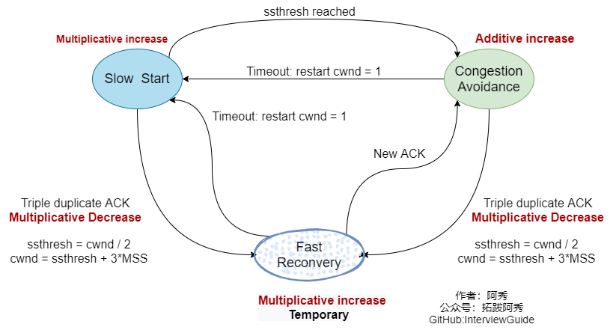 ssthresh reached
Multiplicative increase
Additive increase
Slow Start
Timeout: restart cwnd = 1
Congestion
Avoidance
Timeout: restart cwnd = 1
New ACK
Triple duplicate ACK
Multiplicative Decrease
ssthresh = cwnd / 2
cwnd = ssthresh + 3*MSS
Triple duplicate ACK
Multiplicative Decrease
ssthresh = cwnd / 2
cwnd = ssthresh + 3*MSS
Fast
Reconvery
Multiplicative increase
Temporary
作者：阿秀
公众号：拓跋阿秀
GitHub:InterviewGuide